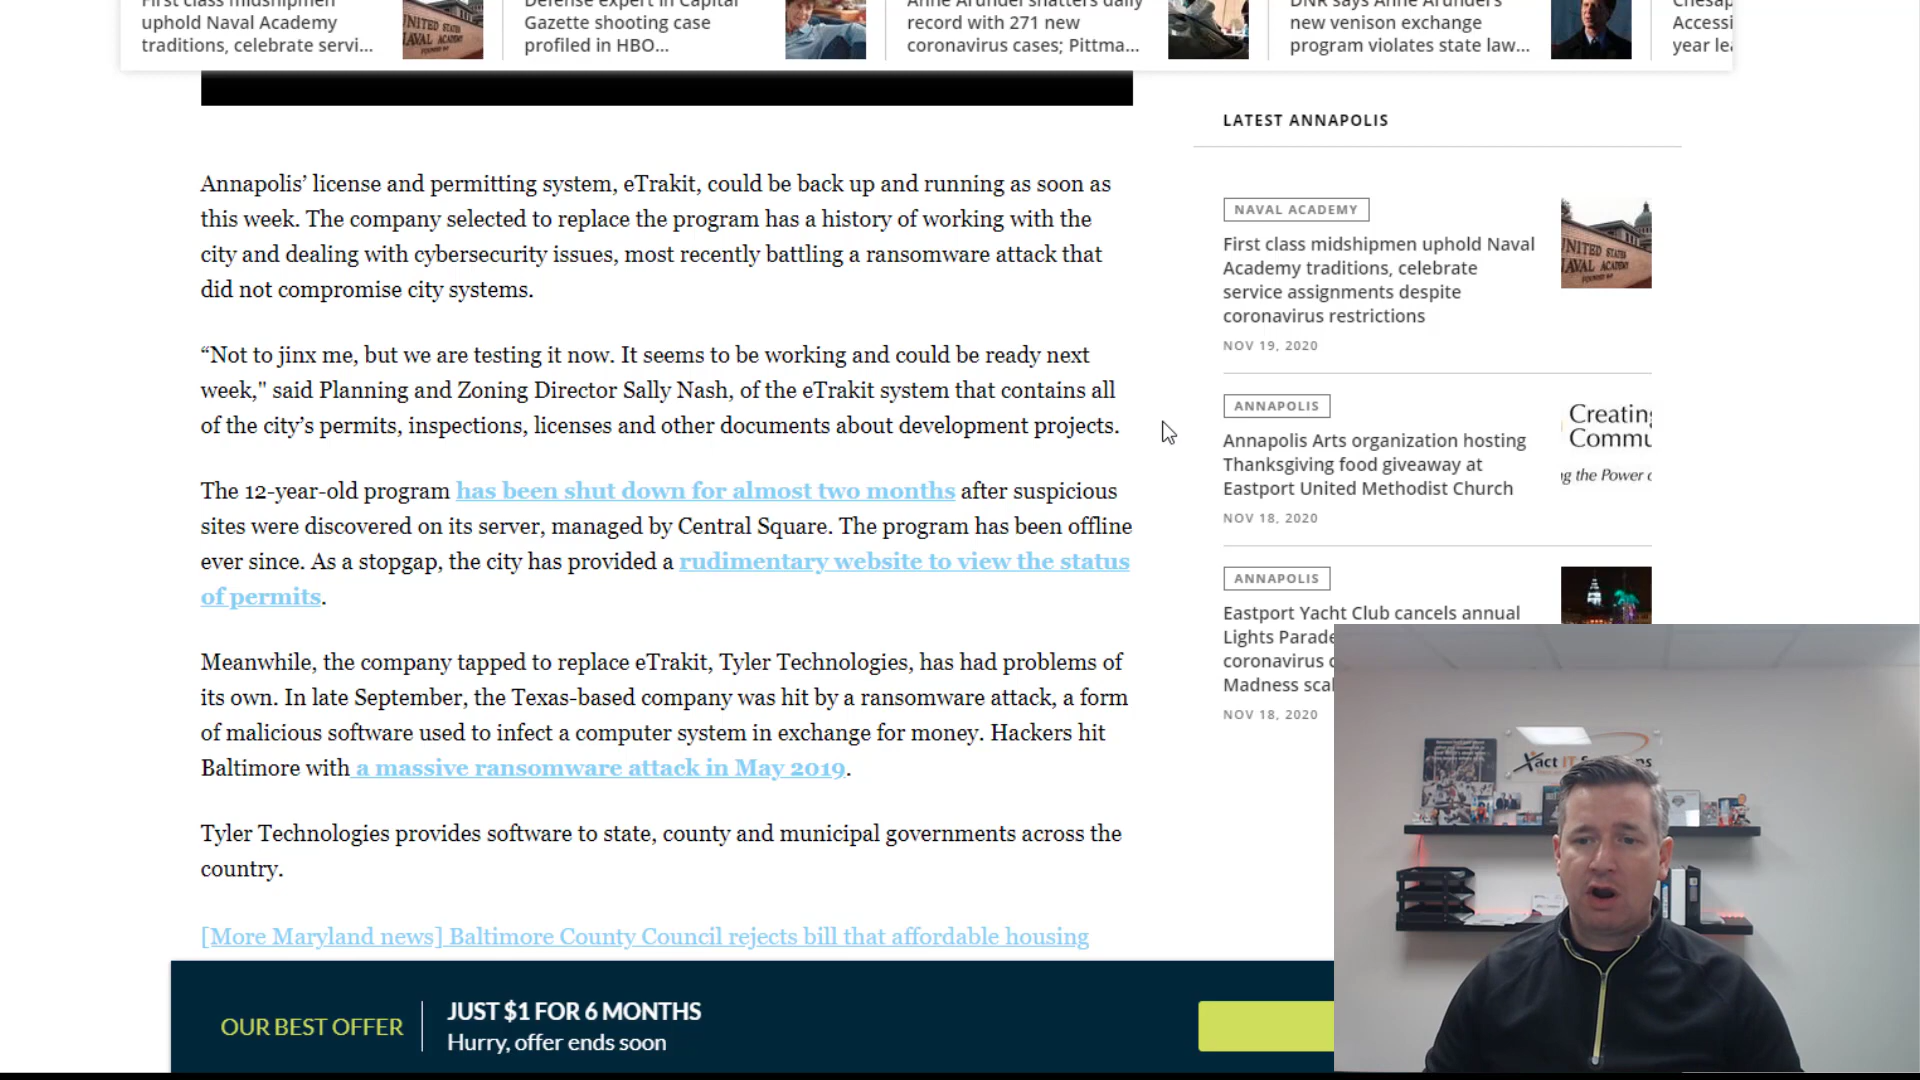 First class midshipmen
uphold Naval Academy
traditions, celebrate servi...
UNITED STATES
NAVAL ACADEMY
Defense expert in Capital
Gazette shooting case
profiled in HBO...
Anne Arundel shatters daily
record with 271 new
coronavirus cases; Pittma...
DNR says Anne Arundel's
new venison exchange
program violates state law...
Chesap
Accessi
year lea
Annapolis’ license and permitting system, eTrakit, could be back up and running as soon as
this week. The company selected to replace the program has a history of working with the
city and dealing with cybersecurity issues, most recently battling a ransomware attack that
did not compromise city systems.
“Not to jinx me, but we are testing it now. It seems to be working and could be ready next
week," said Planning and Zoning Director Sally Nash, of the eTrakit system that contains all
of the city’s permits, inspections, licenses and other documents about development projects.
The 12-year-old program has been shut down for almost two months after suspicious
sites were discovered on its server, managed by Central Square. The program has been offline
ever since. As a stopgap, the city has provided a rudimentary website to view the status
of permits.
Meanwhile, the company tapped to replace eTrakit, Tyler Technologies, has had problems of
its own. In late September, the Texas-based company was hit by a ransomware attack, a form
of malicious software used to infect a computer system in exchange for money. Hackers hit
Baltimore with a massive ransomware attack in May 2019.
Tyler Technologies provides software to state, county and municipal governments across the
country.
[More Maryland news] Baltimore County Council rejects bill that affordable housing
LATEST ANNAPOLIS
NAVAL ACADEMY
First class midshipmen uphold Naval
Academy traditions, celebrate
service assignments despite
coronavirus restrictions
NOV 19, 2020
UNITED STATES
NAVAL ACADEMY
ANNAPOLIS
Annapolis Arts organization hosting
Thanksgiving food giveaway at
Eastport United Methodist Church
NOV 18, 2020
Creating
Commu
g the Power o
ANNAPOLIS
Eastport Yacht Club cancels annual
Lights Parade
coronavirus
Madness scal
NOV 18, 2020
Xact IT S
OUR BEST OFFER
JUST $1 FOR 6 MONTHS
Hurry, offer ends soon